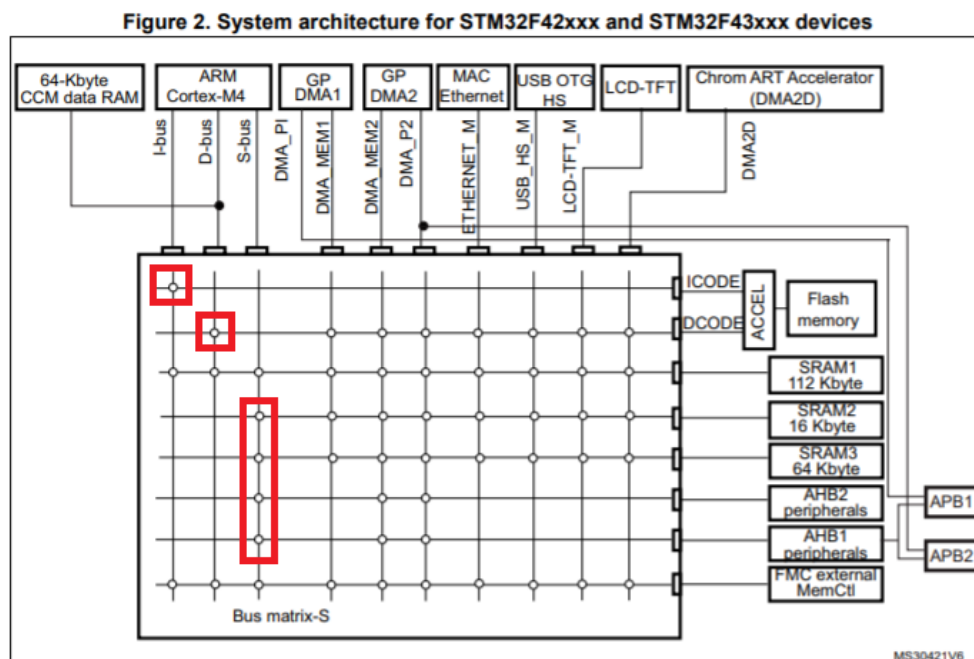 Figure 2. System architecture for STM32F42xxx and STM32F43xxx devices
64-Kbyte
CCM data RAM
ARM
Cortex-M4
GP
DMA1
GP
DMA2
MAC
Ethernet
USB OTG
HS
LCD-TFT
Chrom ART Accelerator
(DMA2D)
I-bus
D-bus
S-bus
DMA_PI
DMA_MEM1
DMA_MEM2
DMA_P2
ETHERNET_M
USB_HS_M
LCD-TFT_M
DMA2D
ICODE
DCODE
ACCEL
Flash
memory
SRAM1
112 Kbyte
SRAM2
16 Kbyte
SRAM3
64 Kbyte
AHB2
peripherals
AHB1
peripherals
FMC external
MemCtl
APB1
APB2
Bus matrix-S
MS30421V6